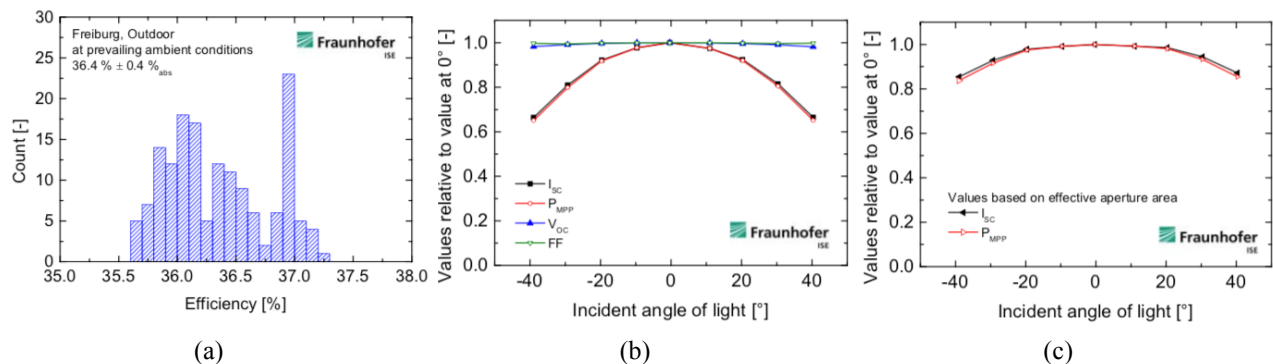 30
25
20
15
10
5
0
Count [-]
Freiburg, Outdoor
at prevailing ambient conditions
36.4 % ± 0.4 %abs
Fraunhofer
ISE
35.0 35.5 36.0 36.5 37.0 37.5 38.0
Efficiency [%]
(a)
Values relative to value at 0° [-]
1.0
0.8
0.6
0.4
0.2
0.0
ISC
PMPP
VOC
FF
Fraunhofer
ISE
-40 -20 0 20 40
Incident angle of light [°]
(b)
Values relative to value at 0° [-]
1.0
0.8
0.6
0.4
0.2
0.0
Values based on effective aperture area
ISC
PMPP
Fraunhofer
ISE
-40 -20 0 20 40
Incident angle of light [°]
(c)